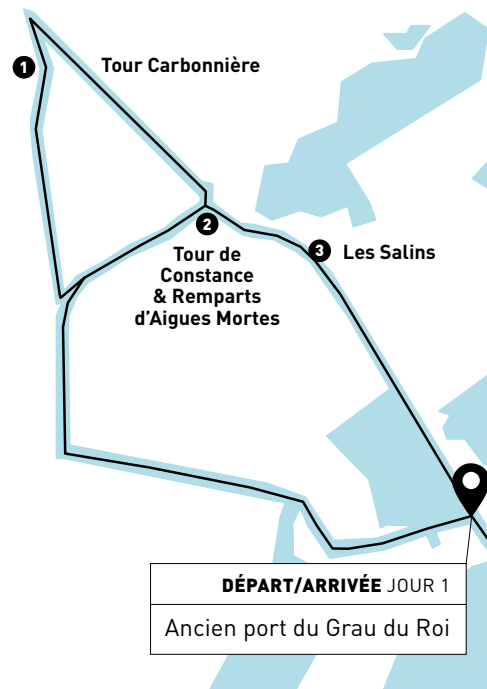 1
Tour Carbonnière
2
Tour de
Constance
& Remparts
d'Aigues Mortes
3 Les Salins
DÉPART/ARRIVÉE JOUR 1
Ancien port du Grau du Roi